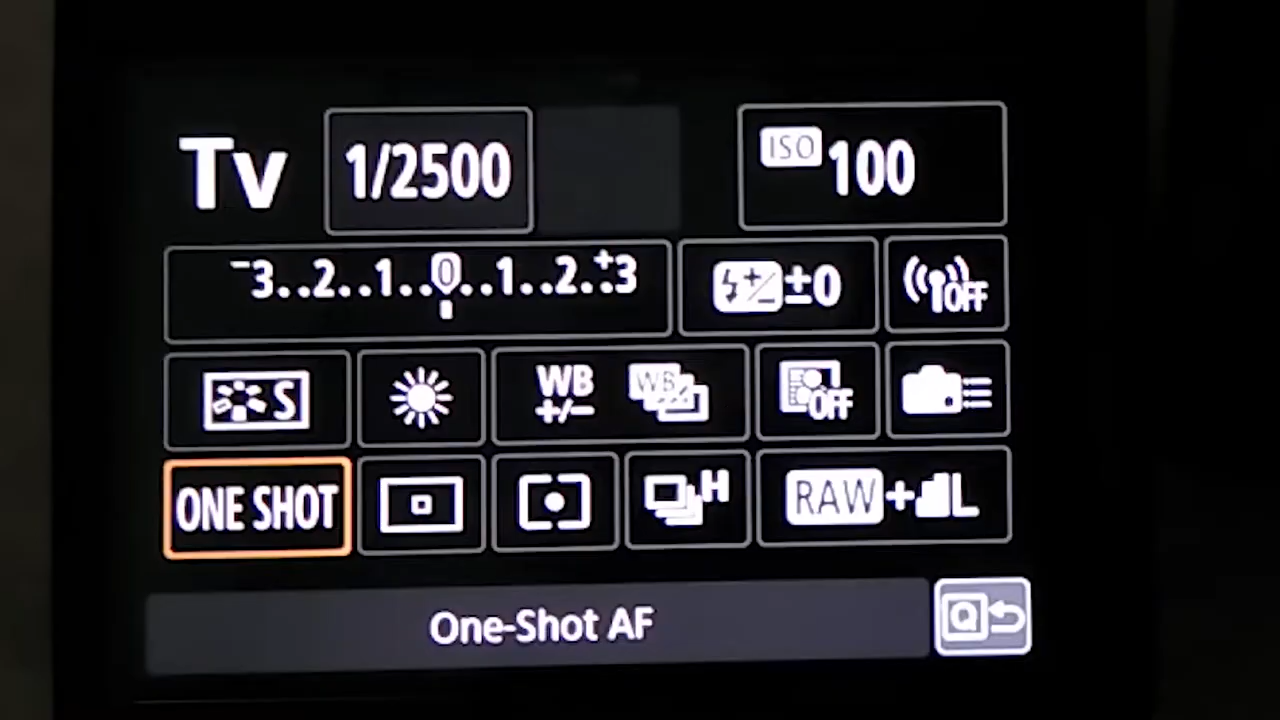 Tv 1/2500 ISO 100
-3..2..1..0..1..2..+3 ±0 OFF
S WB +/- WB OFF
ONE SHOT H RAW+L
One-Shot AF Q